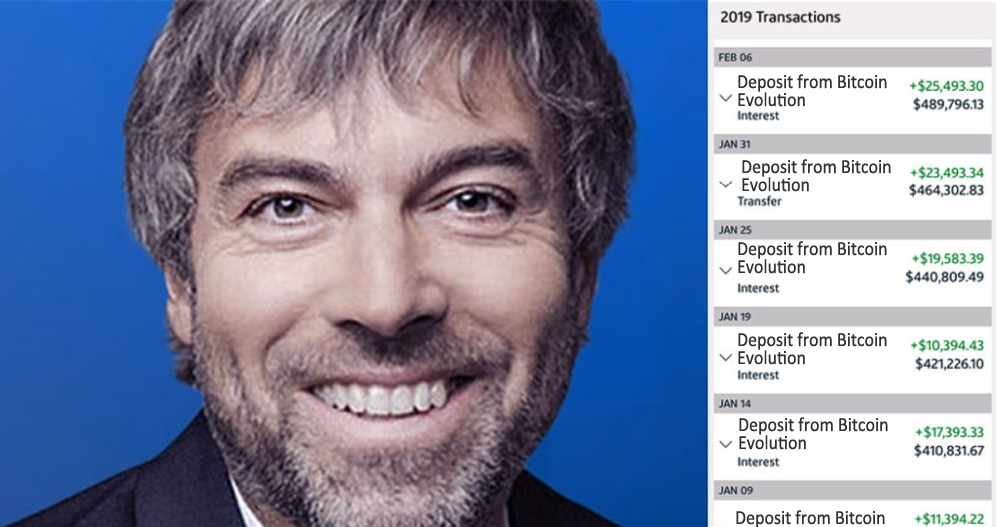 2019 Transactions
FEB 06
Deposit from Bitcoin
+$25,493.30
Evolution
$489,796.13
Interest
JAN 31
Deposit from Bitcoin
+$23,493.34
Evolution
$464,302.83
Transfer
JAN 25
Deposit from Bitcoin
+$19,583.39
Evolution
$440,809.49
Interest
JAN 19
Deposit from Bitcoin
+$10,394.43
Evolution
$421,226.10
Interest
JAN 14
Deposit from Bitcoin
+$17,393.33
Evolution
$410,831.67
Interest
JAN 09
Deposit from Bitcoin
+$11,394.22